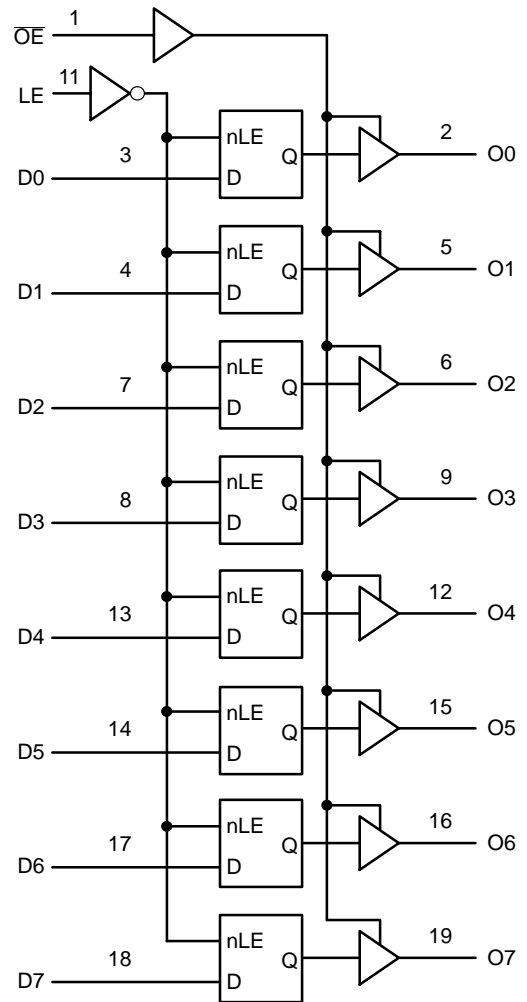 OE 1
LE 11
D0 3 nLE D Q 2 O0
D1 4 nLE D Q 5 O1
D2 7 nLE D Q 6 O2
D3 8 nLE D Q 9 O3
D4 13 nLE D Q 12 O4
D5 14 nLE D Q 15 O5
D6 17 nLE D Q 16 O6
D7 18 nLE D Q 19 O7